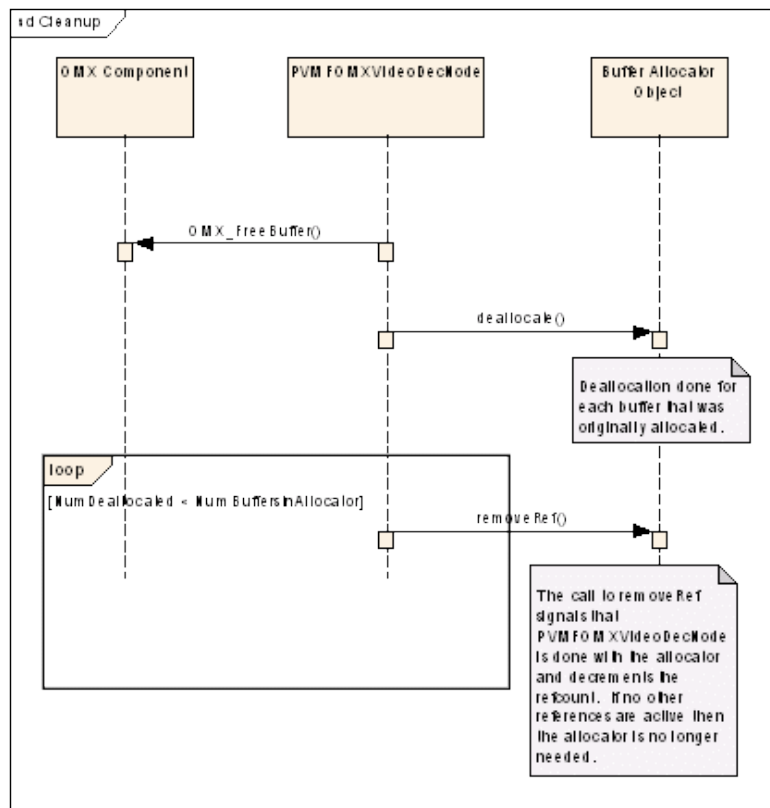 sd Cleanup
OMX Component
PVMFOMXVideoDecNode
Buffer Allocator
Object
OMX_FreeBuffer()
deallocate()
Deallocation done for
each buffer that was
originally allocated.
loop
[NumDeallocated < NumBuffersInAllocator]
removeRef()
The call to removeRef
signals that
PVMFOMXVideoDecNode
is done with the allocator
and decrements the
refcount. If no other
references are active then
the allocator is no longer
needed.